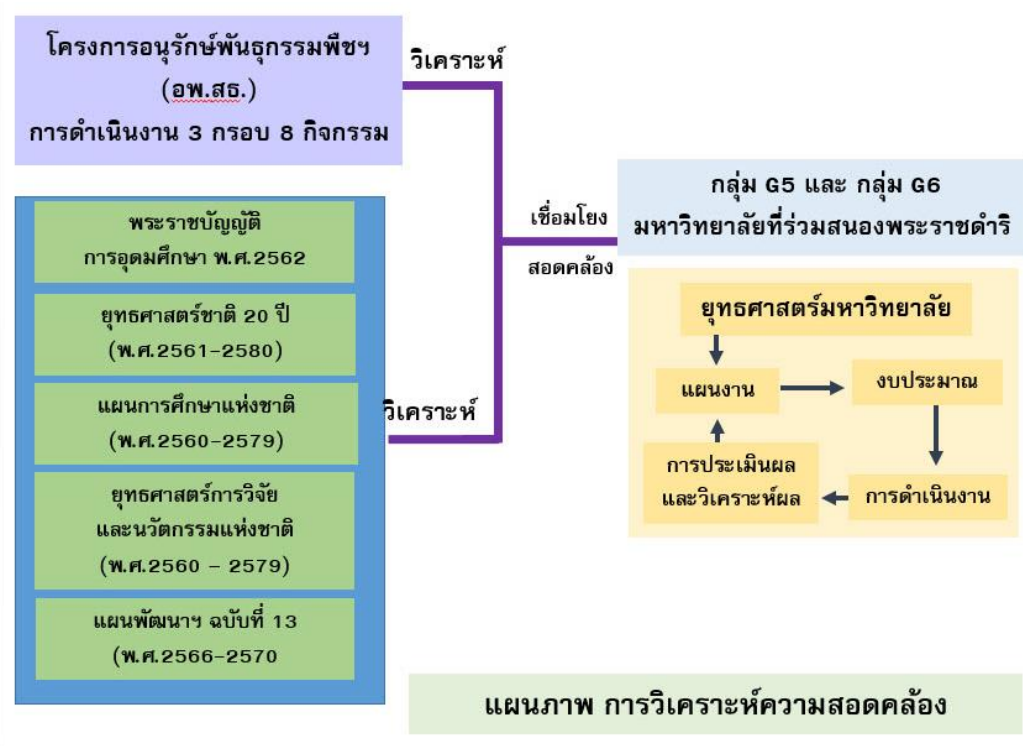 โครงการอนุรักษ์พันธุกรรมพืชฯ
(อพ.สธ.)
การดำเนินงาน 3 กรอบ 8 กิจกรรม
วิเคราะห์
พระราชบัญญัติ
การอุดมศึกษา พ.ศ.2562
ยุทธศาสตร์ชาติ 20 ปี
(พ.ศ.2561-2580)
แผนการศึกษาแห่งชาติ
(พ.ศ.2560-2579)
ยุทธศาสตร์การวิจัย
และนวัตกรรมแห่งชาติ
(พ.ศ.2560 - 2579)
แผนพัฒนาฯ ฉบับที่ 13
(พ.ศ.2566-2570
วิเคราะห์
เชื่อมโยง
สอดคล้อง
กลุ่ม G5 และ กลุ่ม G6
มหาวิทยาลัยที่ร่วมสนองพระราชดำริ
ยุทธศาสตร์มหาวิทยาลัย
แผนงาน
งบประมาณ
การประเมินผล
และวิเคราะห์ผล
การดำเนินงาน
แผนภาพ การวิเคราะห์ความสอดคล้อง